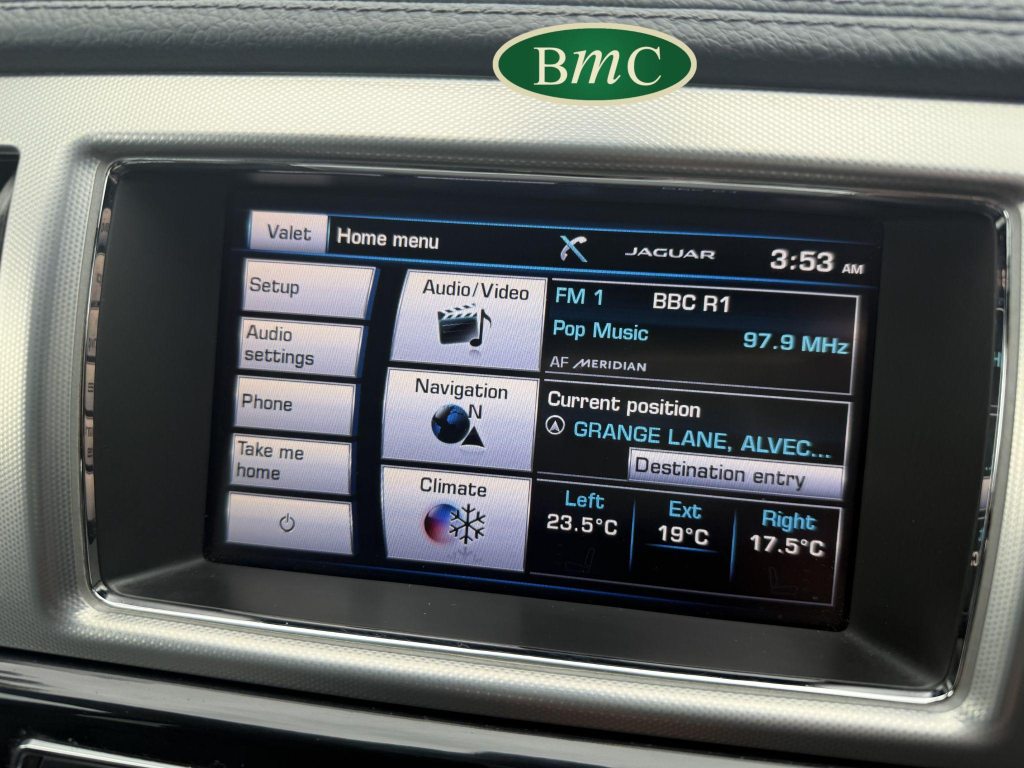 BmC
Valet
Home menu
JAGUAR
3:53 AM
Setup
Audio
settings
Phone
Take me
home
Audio/Video
Navigation
N
Climate
FM 1
BBC R1
Pop Music
97.9 MHz
AF MERIDIAN
Current position
GRANGE LANE, ALVEC...
Destination entry
Left
23.5°C
Ext
19°C
Right
17.5°C